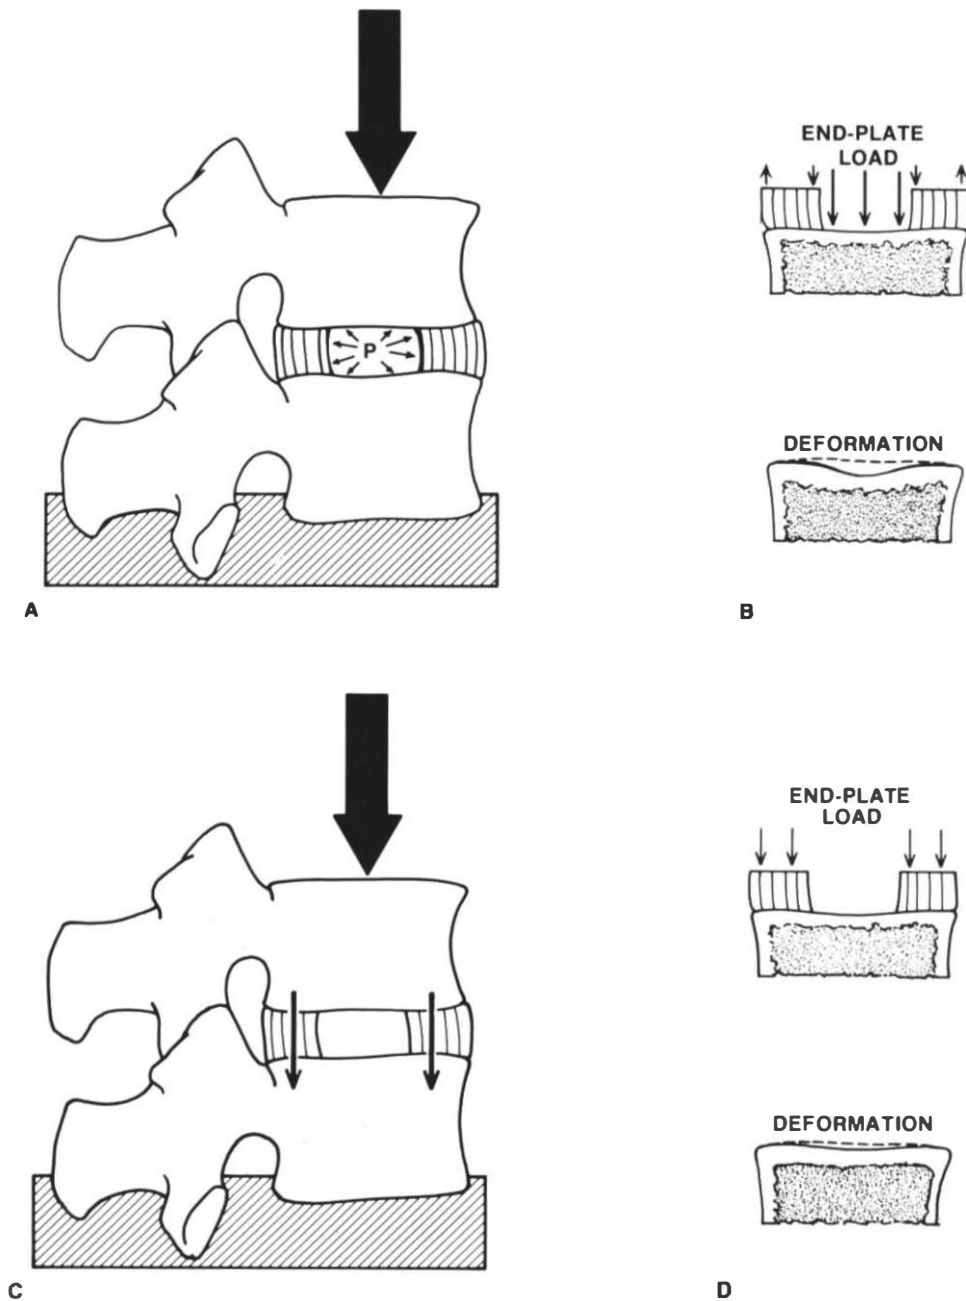 END-PLATE
LOAD
P
DEFORMATION
A
B
END-PLATE
LOAD
DEFORMATION
C
D